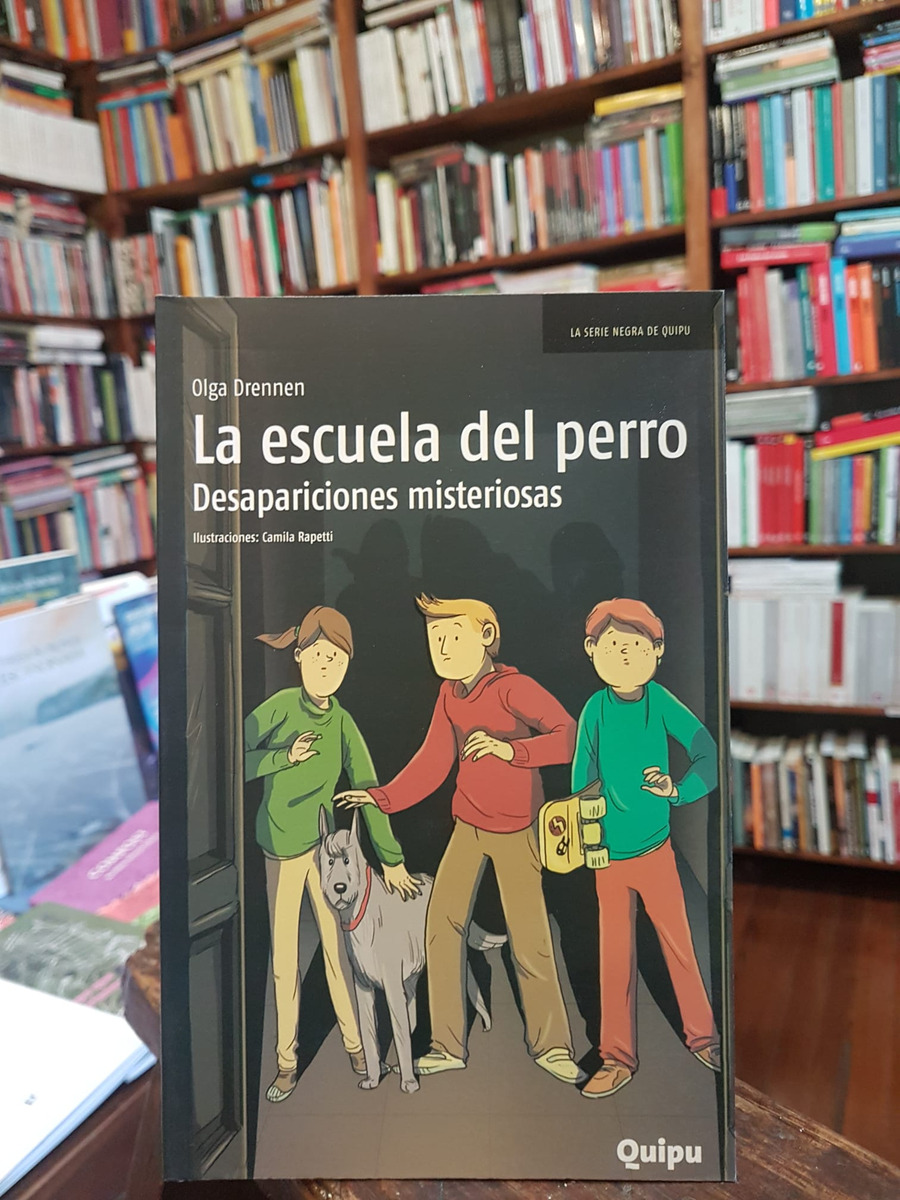 LA SERIE NEGRA DE QUIPU
Olga Drennen
La escuela del perro
Desapariciones misteriosas
Ilustraciones: Camila Rapetti
Quipu